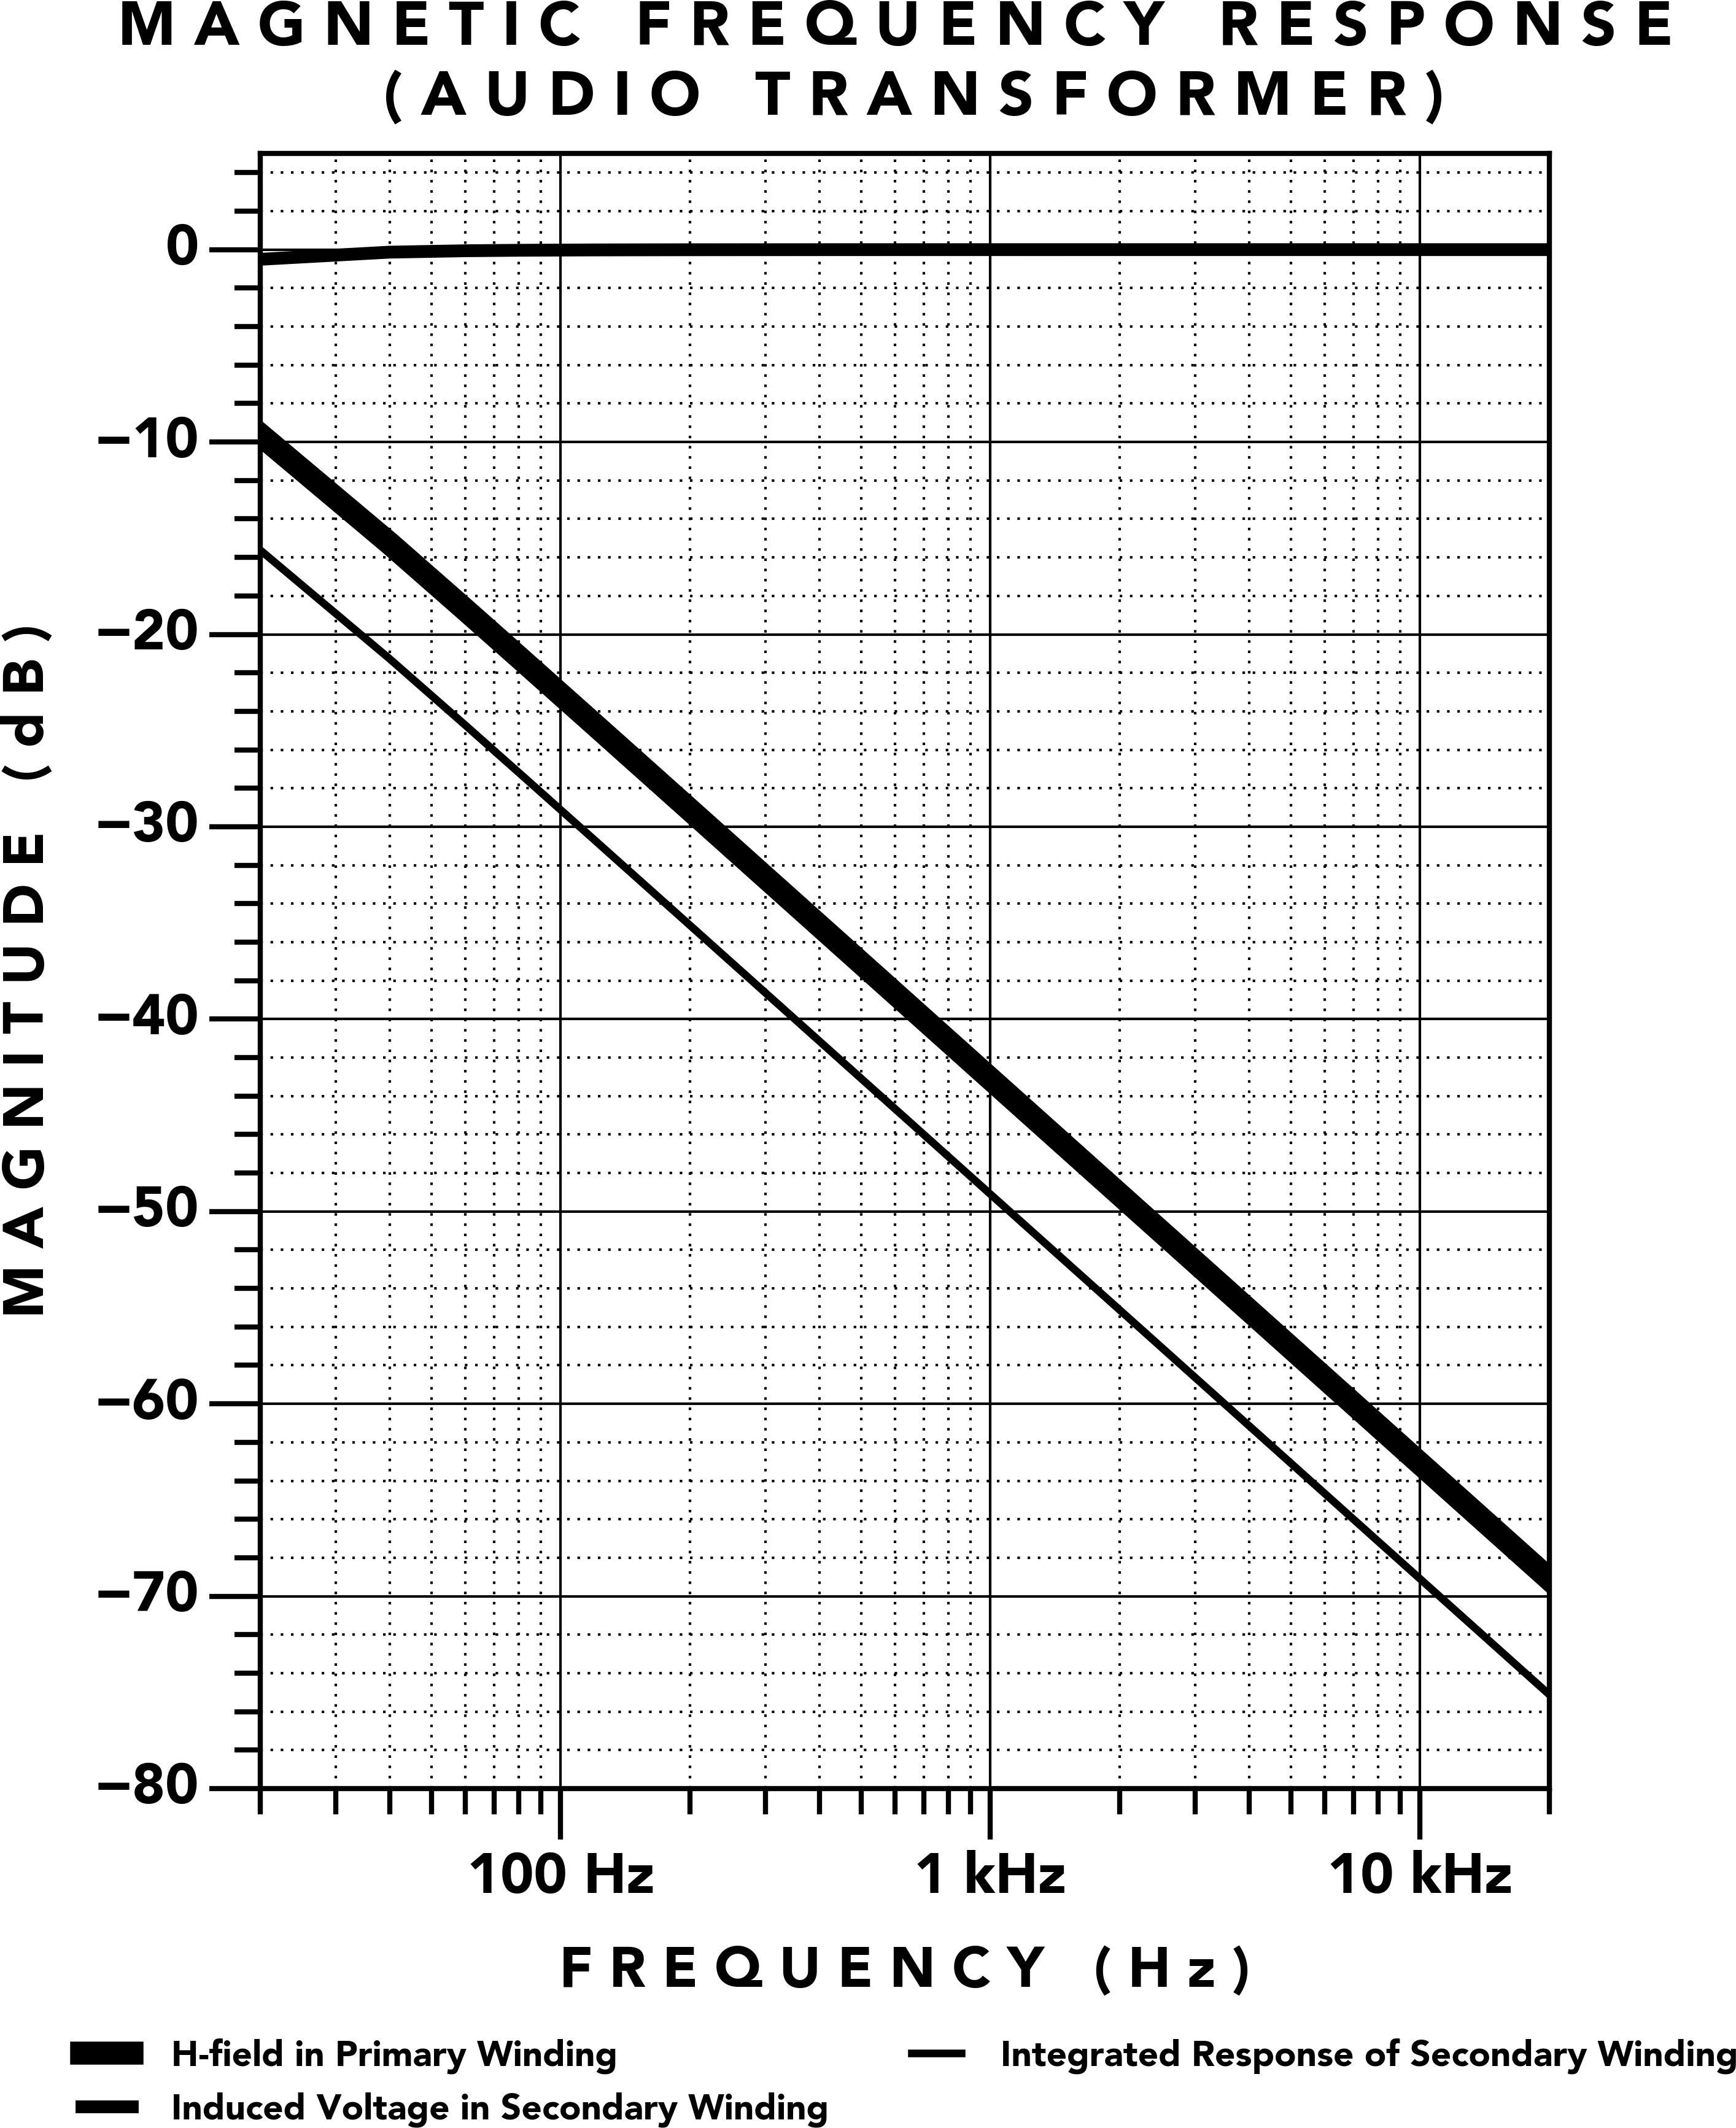 MAGNETIC FREQUENCY RESPONSE
(AUDIO TRANSFORMER)
MAGNITUDE (dB)
0
−10
−20
−30
−40
−50
−60
−70
−80
100 Hz 1 kHz 10 kHz
FREQUENCY (Hz)
H-field in Primary Winding
Induced Voltage in Secondary Winding
Integrated Response of Secondary Winding